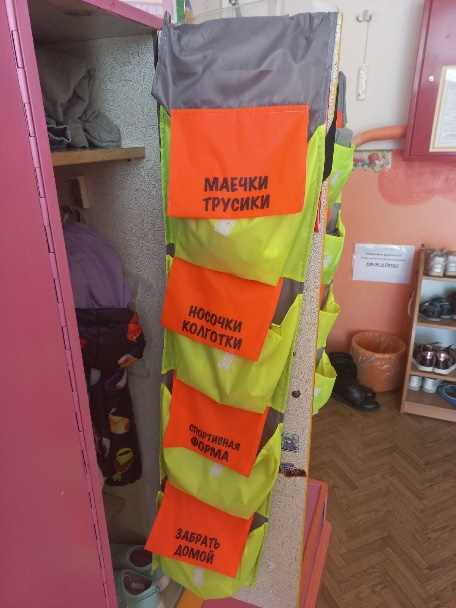 МАЕЧКИ
ТРУСИКИ
НОСОЧКИ
КОЛГОТКИ
СПОРТИВНАЯ
ФОРМА
ЗАБРАТЬ
ДОМОЙ